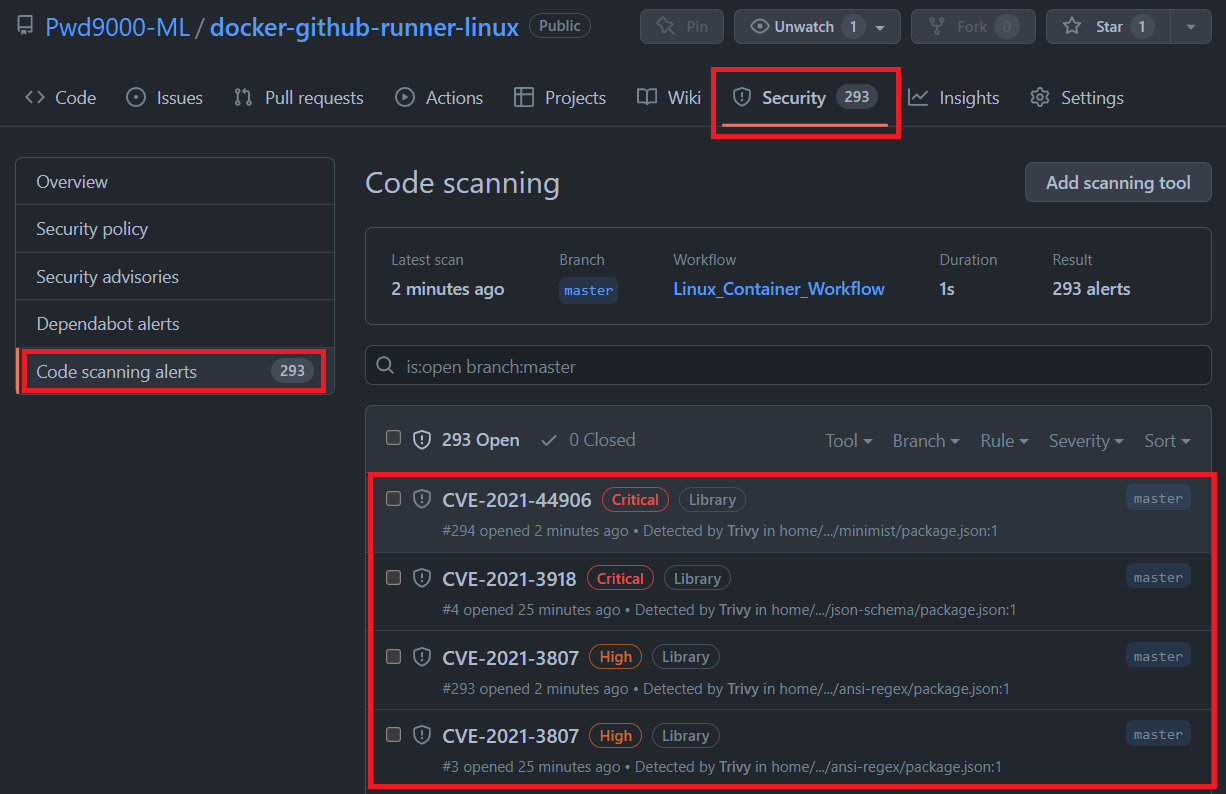 Pwd9000-ML / docker-github-runner-linux Public Pin Unwatch 1 Fork 0 Star 1
Code Issues Pull requests Actions Projects Wiki Security 293 Insights Settings
Overview
Security policy
Security advisories
Dependabot alerts
Code scanning alerts 293
Code scanning Add scanning tool
Latest scan Branch Workflow Duration Result
2 minutes ago master Linux_Container_Workflow 1s 293 alerts
is:open branch:master
293 Open 0 Closed Tool Branch Rule Severity Sort
CVE-2021-44906 Critical Library master
#294 opened 2 minutes ago • Detected by Trivy in home/.../minimist/package.json:1
CVE-2021-3918 Critical Library master
#4 opened 25 minutes ago • Detected by Trivy in home/.../json-schema/package.json:1
CVE-2021-3807 High Library master
#293 opened 2 minutes ago • Detected by Trivy in home/.../ansi-regex/package.json:1
CVE-2021-3807 High Library master
#3 opened 25 minutes ago • Detected by Trivy in home/.../ansi-regex/package.json:1